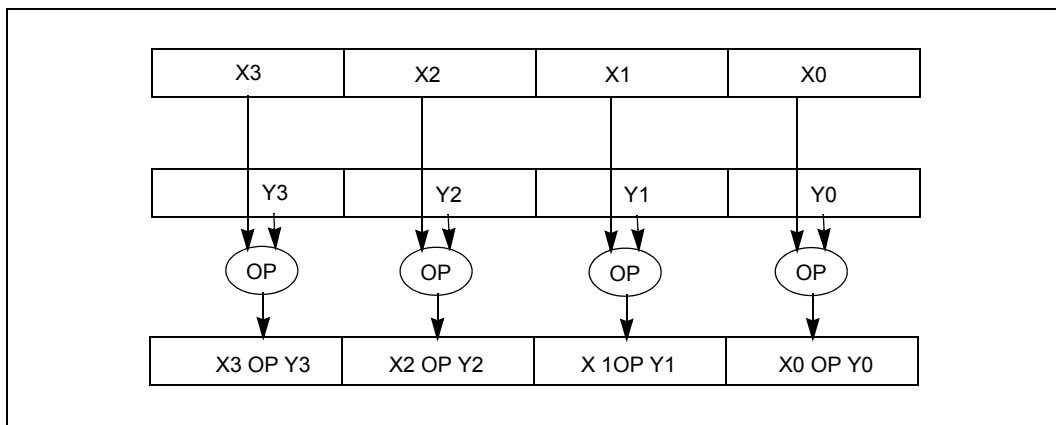 X3 X2 X1 X0
Y3 Y2 Y1 Y0
OP OP OP OP
X3 OP Y3 X2 OP Y2 X 1OP Y1 X0 OP Y0